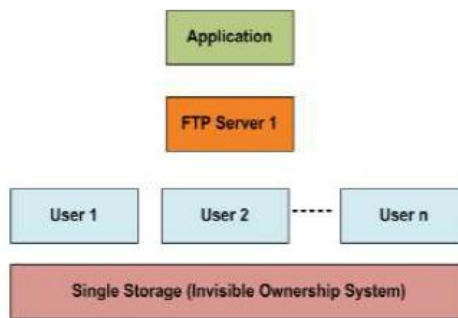 Application
FTP Server 1
User 1 User 2 ------ User n
Single Storage (Invisible Ownership System)